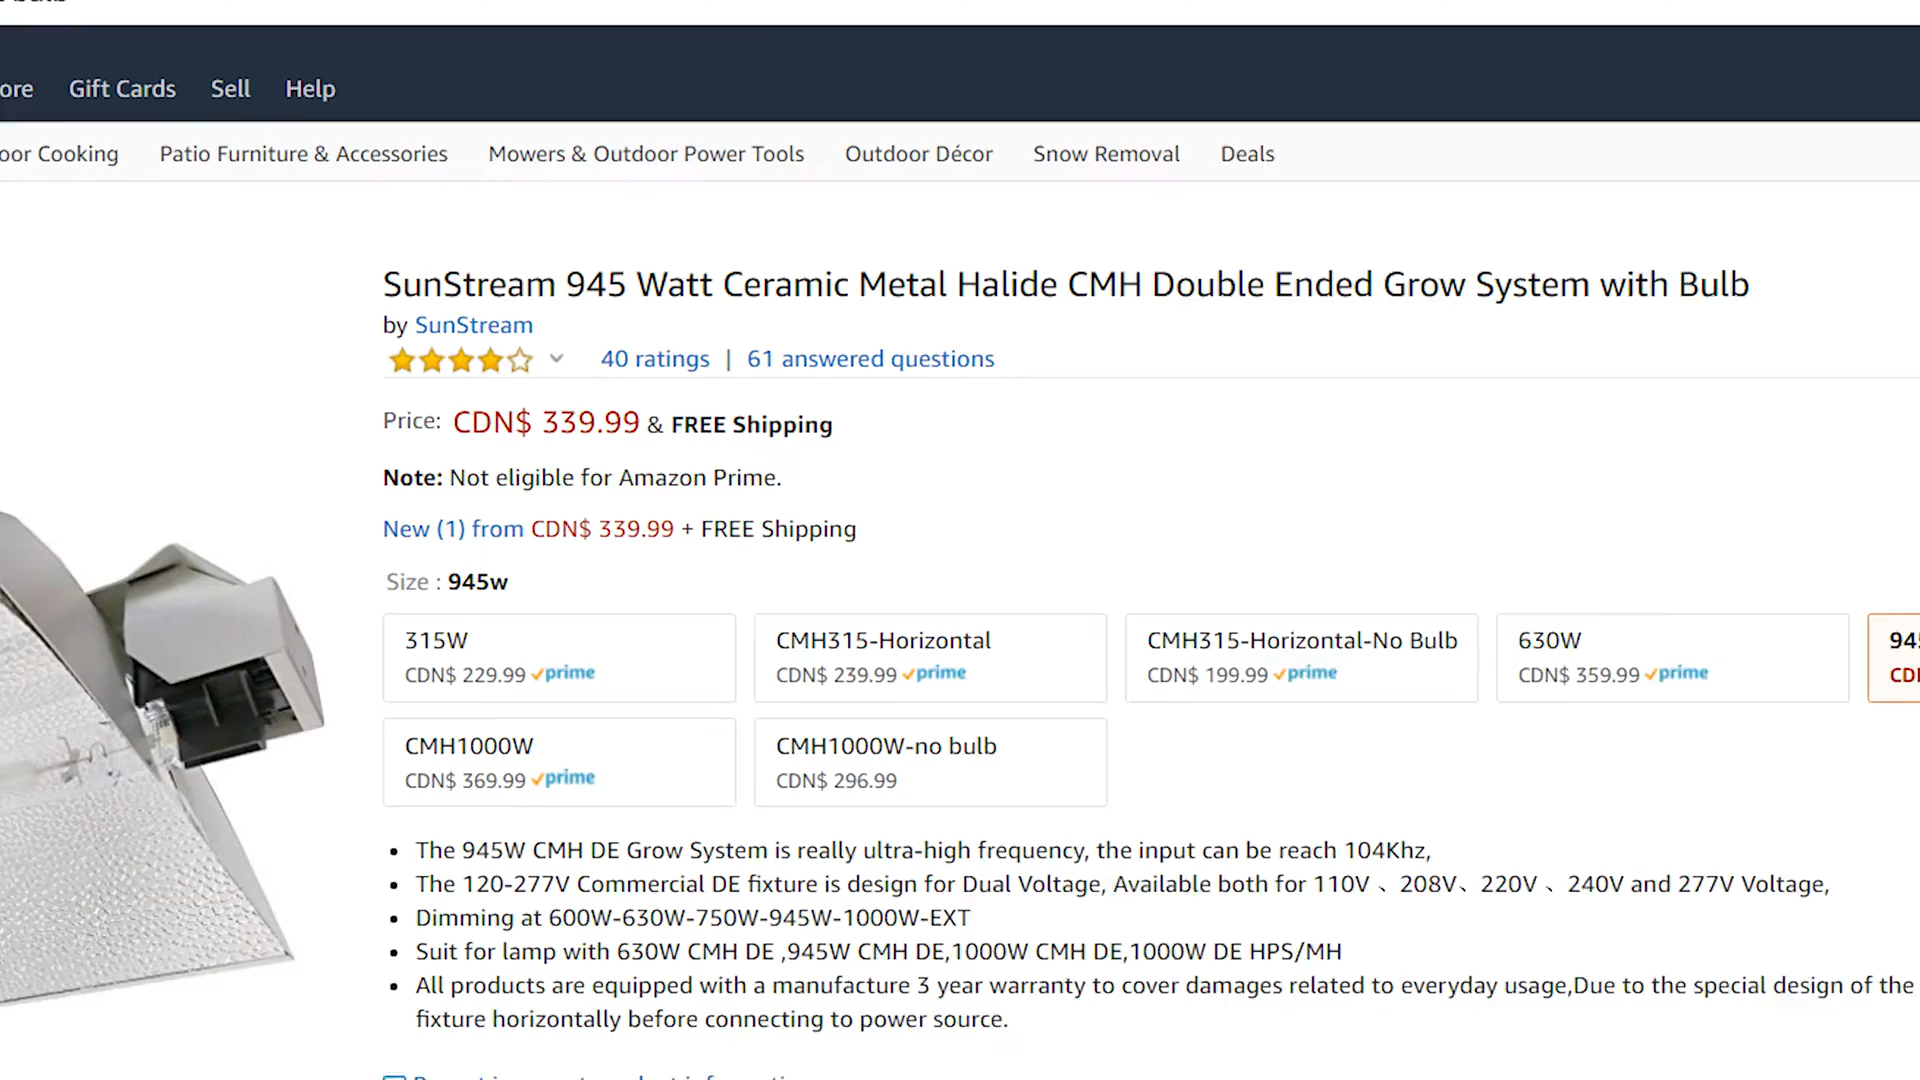 ore Gift Cards Sell Help
oor Cooking Patio Furniture & Accessories Mowers & Outdoor Power Tools Outdoor Décor Snow Removal Deals
SunStream 945 Watt Ceramic Metal Halide CMH Double Ended Grow System with Bulb
by SunStream
40 ratings | 61 answered questions
Price: CDN$ 339.99 & FREE Shipping
Note: Not eligible for Amazon Prime.
New (1) from CDN$ 339.99 + FREE Shipping
Size : 945w
315W CMH315-Horizontal CMH315-Horizontal-No Bulb 630W 945
CDN$ 229.99 prime CDN$ 239.99 prime CDN$ 199.99 prime CDN$ 359.99 prime CDN
CMH1000W CMH1000W-no bulb
CDN$ 369.99 prime CDN$ 296.99
• The 945W CMH DE Grow System is really ultra-high frequency, the input can be reach 104Khz,
• The 120-277V Commercial DE fixture is design for Dual Voltage, Available both for 110V 、208V、220V 、240V and 277V Voltage,
• Dimming at 600W-630W-750W-945W-1000W-EXT
• Suit for lamp with 630W CMH DE ,945W CMH DE,1000W CMH DE,1000W DE HPS/MH
• All products are equipped with a manufacture 3 year warranty to cover damages related to everyday usage,Due to the special design of the
fixture horizontally before connecting to power source.